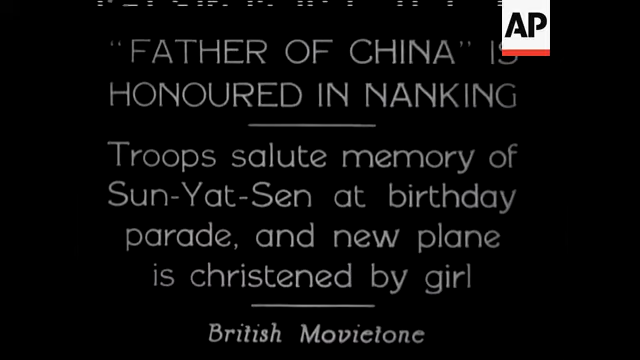 AP
"FATHER OF CHINA" IS
HONOURED IN NANKING
Troops salute memory of
Sun-Yat-Sen at birthday
parade, and new plane
is christened by girl
British Movietone